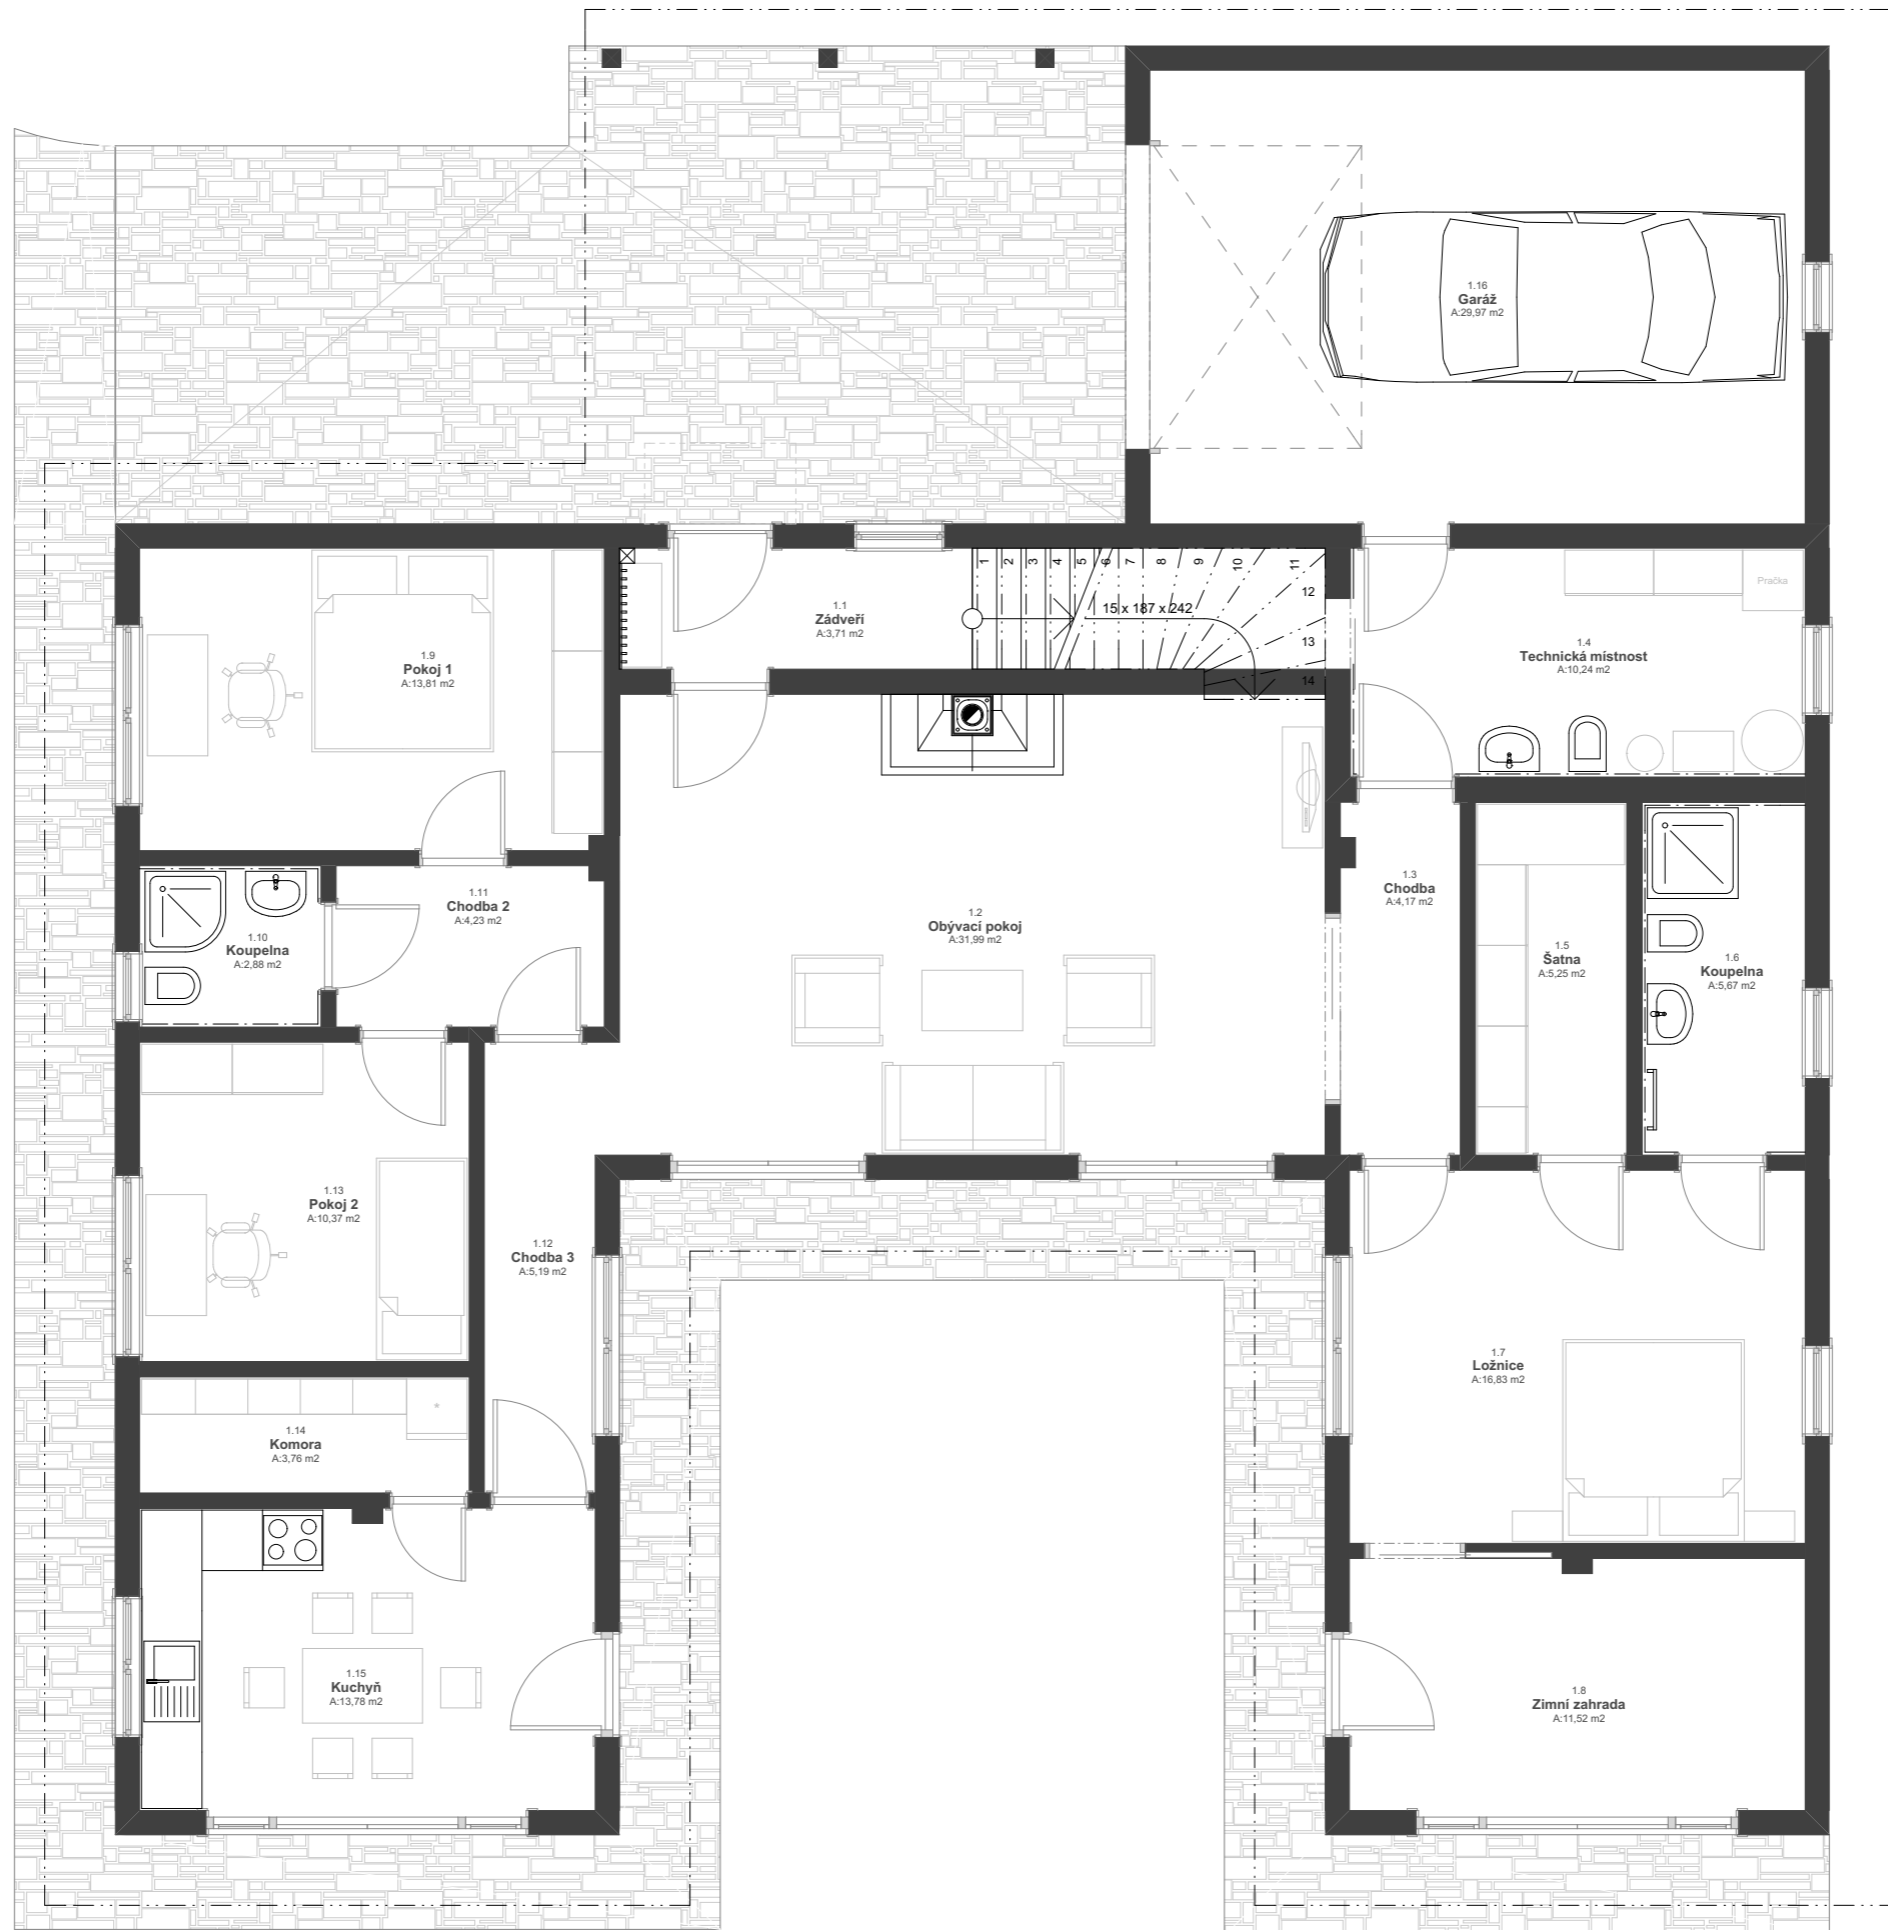 1.16
Garáž
A:29,97 m2
1 2 3 4 5 6 7 8 9 10 11
12
13
14
15 x 187 x 242
1.1
Zádveří
A:3,71 m2
Pračka
1.4
Technická místnost
A:10,24 m2
1.9
Pokoj 1
A:13,81 m2
1.11
Chodba 2
A:4,23 m2
1.10
Koupelna
A:2,88 m2
1.2
Obývací pokoj
A:31,99 m2
1.3
Chodba
A:4,17 m2
1.5
Šatna
A:5,25 m2
1.6
Koupelna
A:5,67 m2
1.13
Pokoj 2
A:10,37 m2
1.12
Chodba 3
A:5,19 m2
1.7
Ložnice
A:16,83 m2
*
1.14
Komora
A:3,76 m2
1.15
Kuchyň
A:13,78 m2
1.8
Zimní zahrada
A:11,52 m2